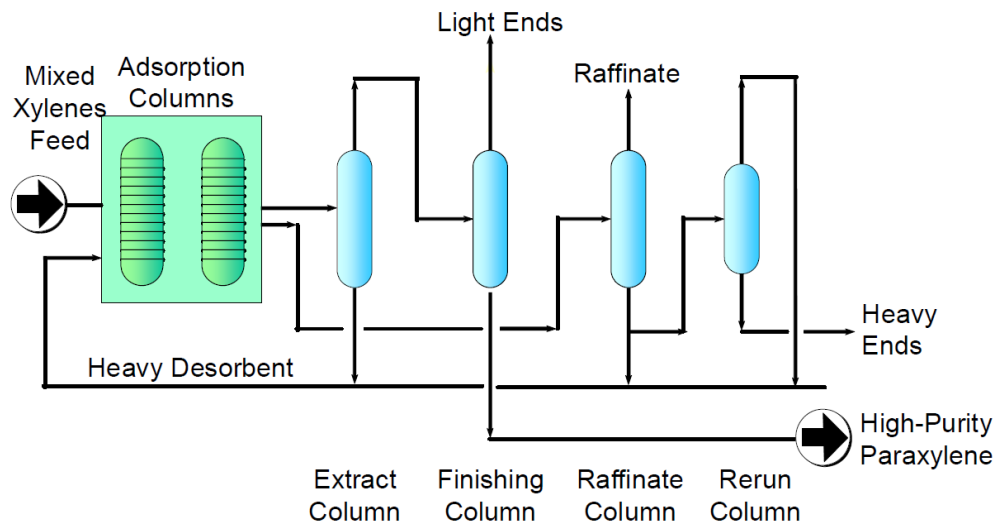 Light Ends
Mixed
Xylenes
Feed
Adsorption
Columns
Raffinate
Heavy Desorbent
Heavy
Ends
High-Purity
Paraxylene
Extract
Column
Finishing
Column
Raffinate
Column
Rerun
Column